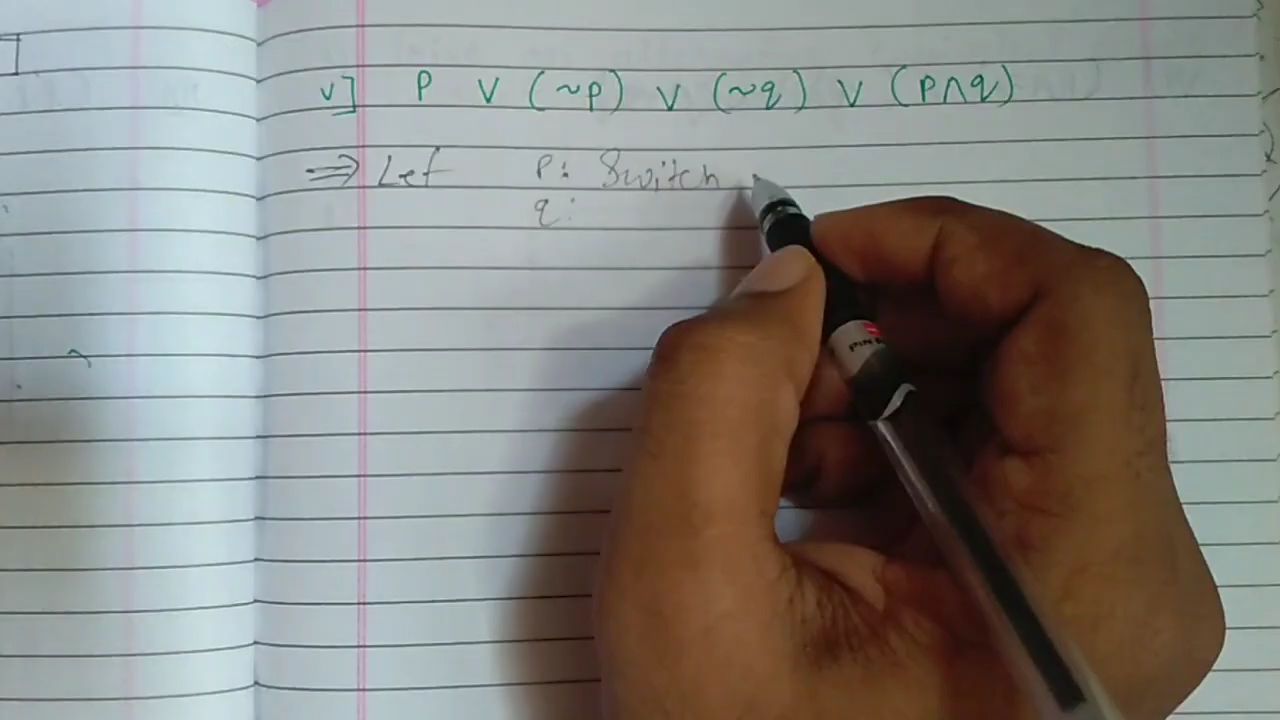 v] P ∨ (~p) ∨ (~q) ∨ (p∧q)
⇒ Let p: Switch
q: